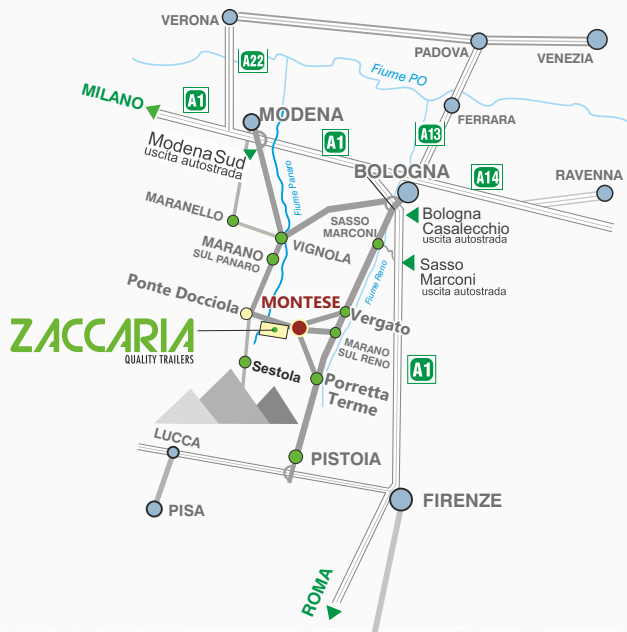 VERONA
PADOVA
VENEZIA
A22
Fiume PO
MILANO
A1
MODENA
FERRARA
A13
A1
Modena Sud
uscita autostrada
BOLOGNA
A14
RAVENNA
Fiume Panaro
MARANELLO
SASSO
MARCONI
Bologna
Casalecchio
uscita autostrada
VIGNOLA
MARANO
SUL PANARO
Sasso
Marconi
uscita autostrada
Fiume Reno
Ponte Docciola
MONTESE
Vergato
ZACCARIA
QUALITY TRAILERS
MARANO
SUL RENO
Sestola
A1
Porretta
Terme
LUCCA
PISTOIA
FIRENZE
PISA
ROMA